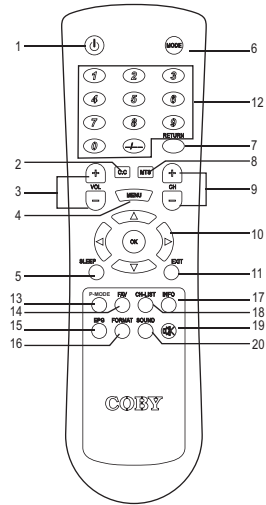 1
MODE
6
1 2 3
4 5 6
12
7 8 9
RETURN
0 -/--
7
2
C.C
MTS
8
3
+
VOL
−
+
CH
−
9
4
MENU
OK
10
SLEEP
EXIT
5
11
13
P-MODE
FAV
CH-LIST
INFO
17
14
18
15
EPG
FORMAT
SOUND
19
16
20
COBY